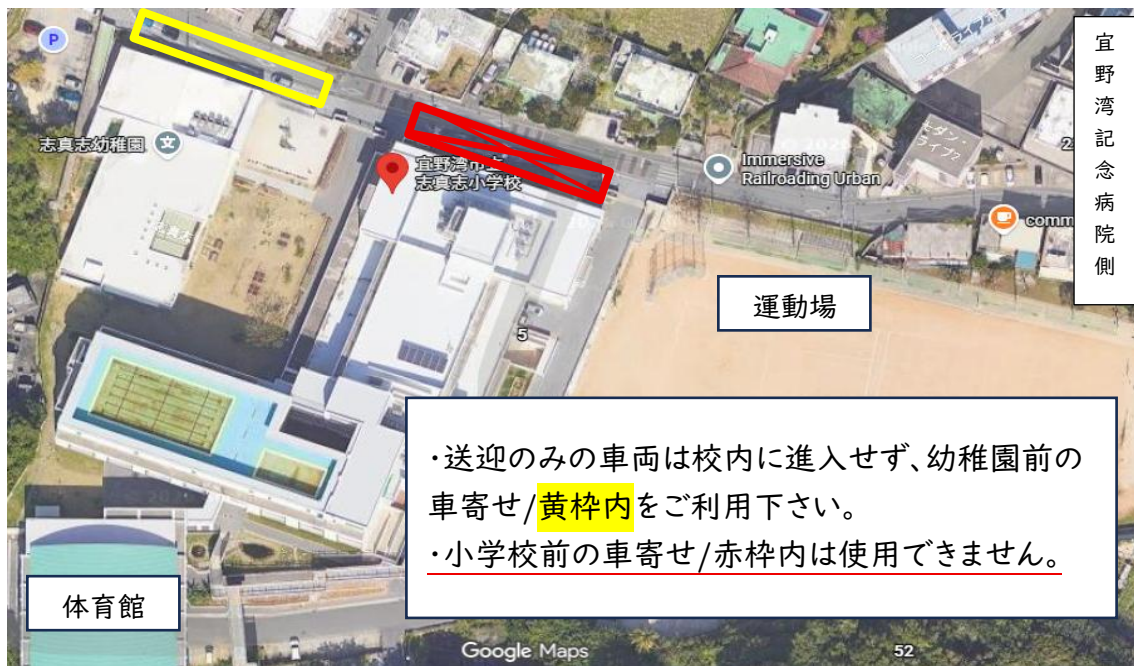 P
志真志幼稚園
宜野湾市立
志真志小学校
Immersive
Railroading Urban
comm
宜野湾記念病院側
運動場
5
・送迎のみの車両は校内に進入せず、幼稚園前の
車寄せ/黄枠内をご利用下さい。
・小学校前の車寄せ/赤枠内は使用できません。
体育館
Google Maps
52